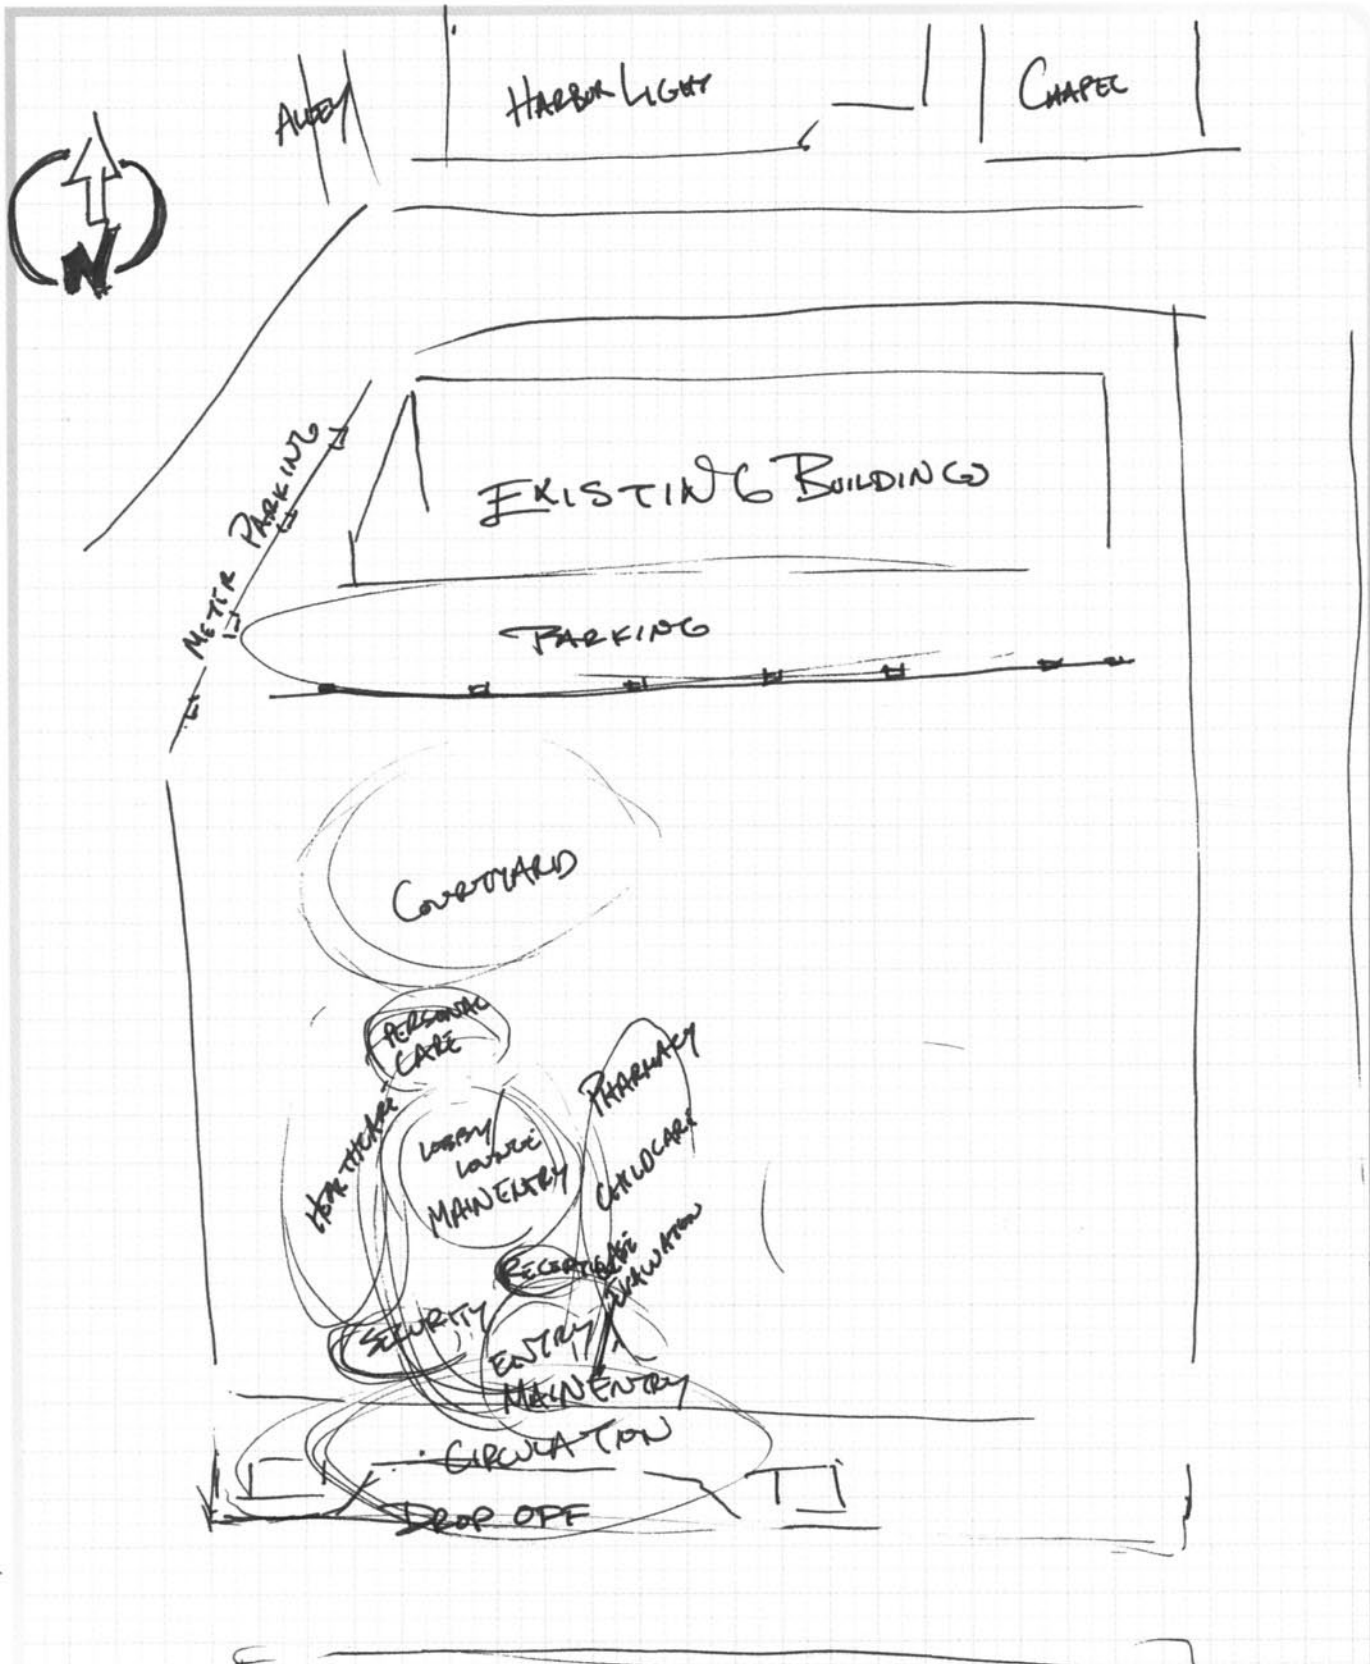 ALLEY
HARBOR LIGHT
CHAPEL
N
EXISTING BUILDING
METER PARKING
PARKING
COURTYARD
PERSONAL
CARE
PHARMACY
HEALTHCARE
LOBBY
LOUNGE
MAIN ENTRY
CHILDCARE
SECURITY
ENTRY
MAIN ENTRY
CIRCULATION
DROP OFF